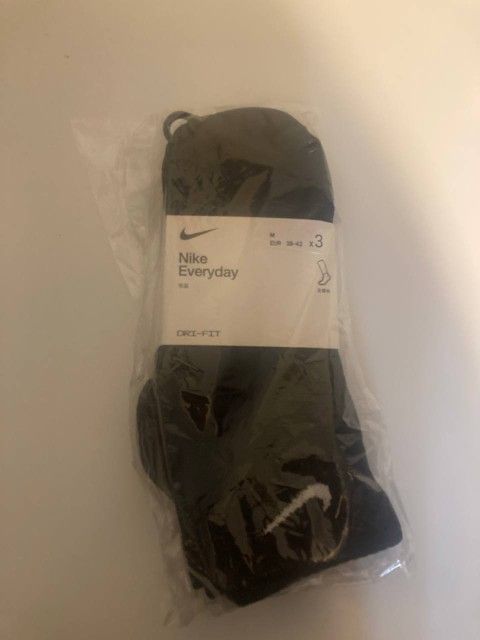 M
EUR 38-42 x3
Nike
Everyday
DRI-FIT